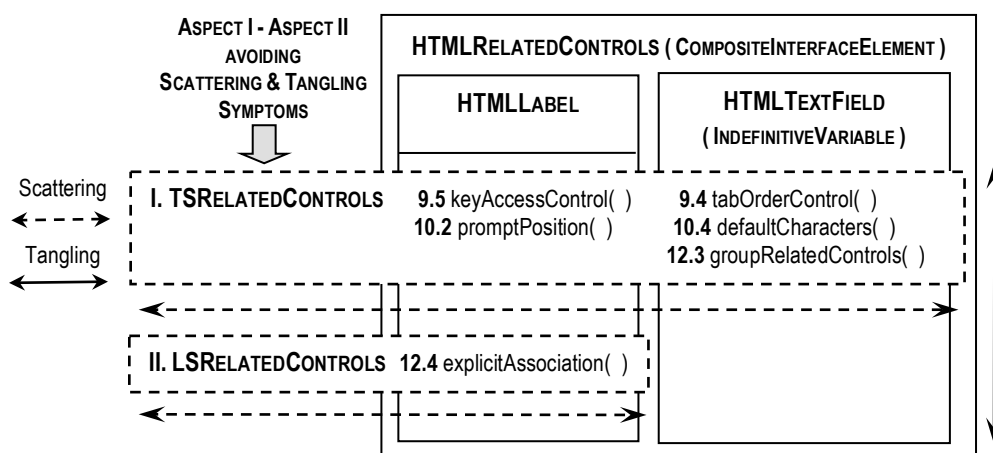 ASPECT I - ASPECT II
AVOIDING
SCATTERING & TANGLING
SYMPTOMS
HTMLRELATEDCONTROLS ( COMPOSITEINTERFACEELEMENT )
HTMLLABEL
HTMLTEXTFIELD
( INDEFINITIVEVARIABLE )
Scattering
Tangling
I. TSRELATEDCONTROLS 9.5 keyAccessControl( ) 9.4 tabOrderControl( )
10.2 promptPosition( ) 10.4 defaultCharacters( )
12.3 groupRelatedControls( )
II. LSRELATEDCONTROLS 12.4 explicitAssociation( )